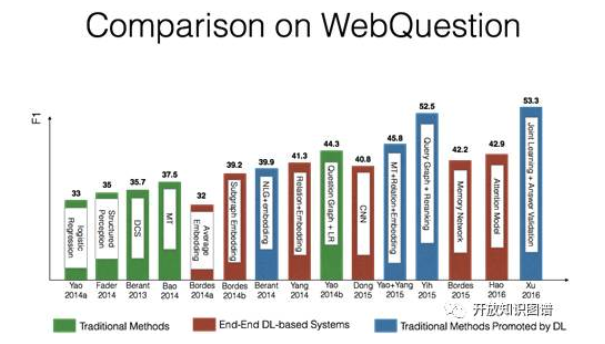 Comparison on WebQuestion
F1
33
35
35.7
37.5
32
39.2
39.9
41.3
44.3
40.8
45.8
52.5
42.2
42.9
53.3
logistic
Regression
Structured
Perception
DCS
MT
Average
Embedding
Subgraph Embedding
NLG+embedding
Relation+Embedding
Question Graph + LR
CNN
MT+Relation+Embedding
Query Graph + Reranking
Memory Network
Attention Model
Joint Learning + Answer Validation
Yao
2014a
Fader
2014
Berant
2013
Bao
2014
Bordes
2014a
Bordes
2014b
Berant
2014
Yang
2014
Yao
2014b
Dong
2015
Yao+Yang
2015
Yih
2015
Bordes
2015
Hao
2016
Xu
2016
开放知识图谱
Traditional Methods
End-End DL-based Systems
Traditional Methods Promoted by DL